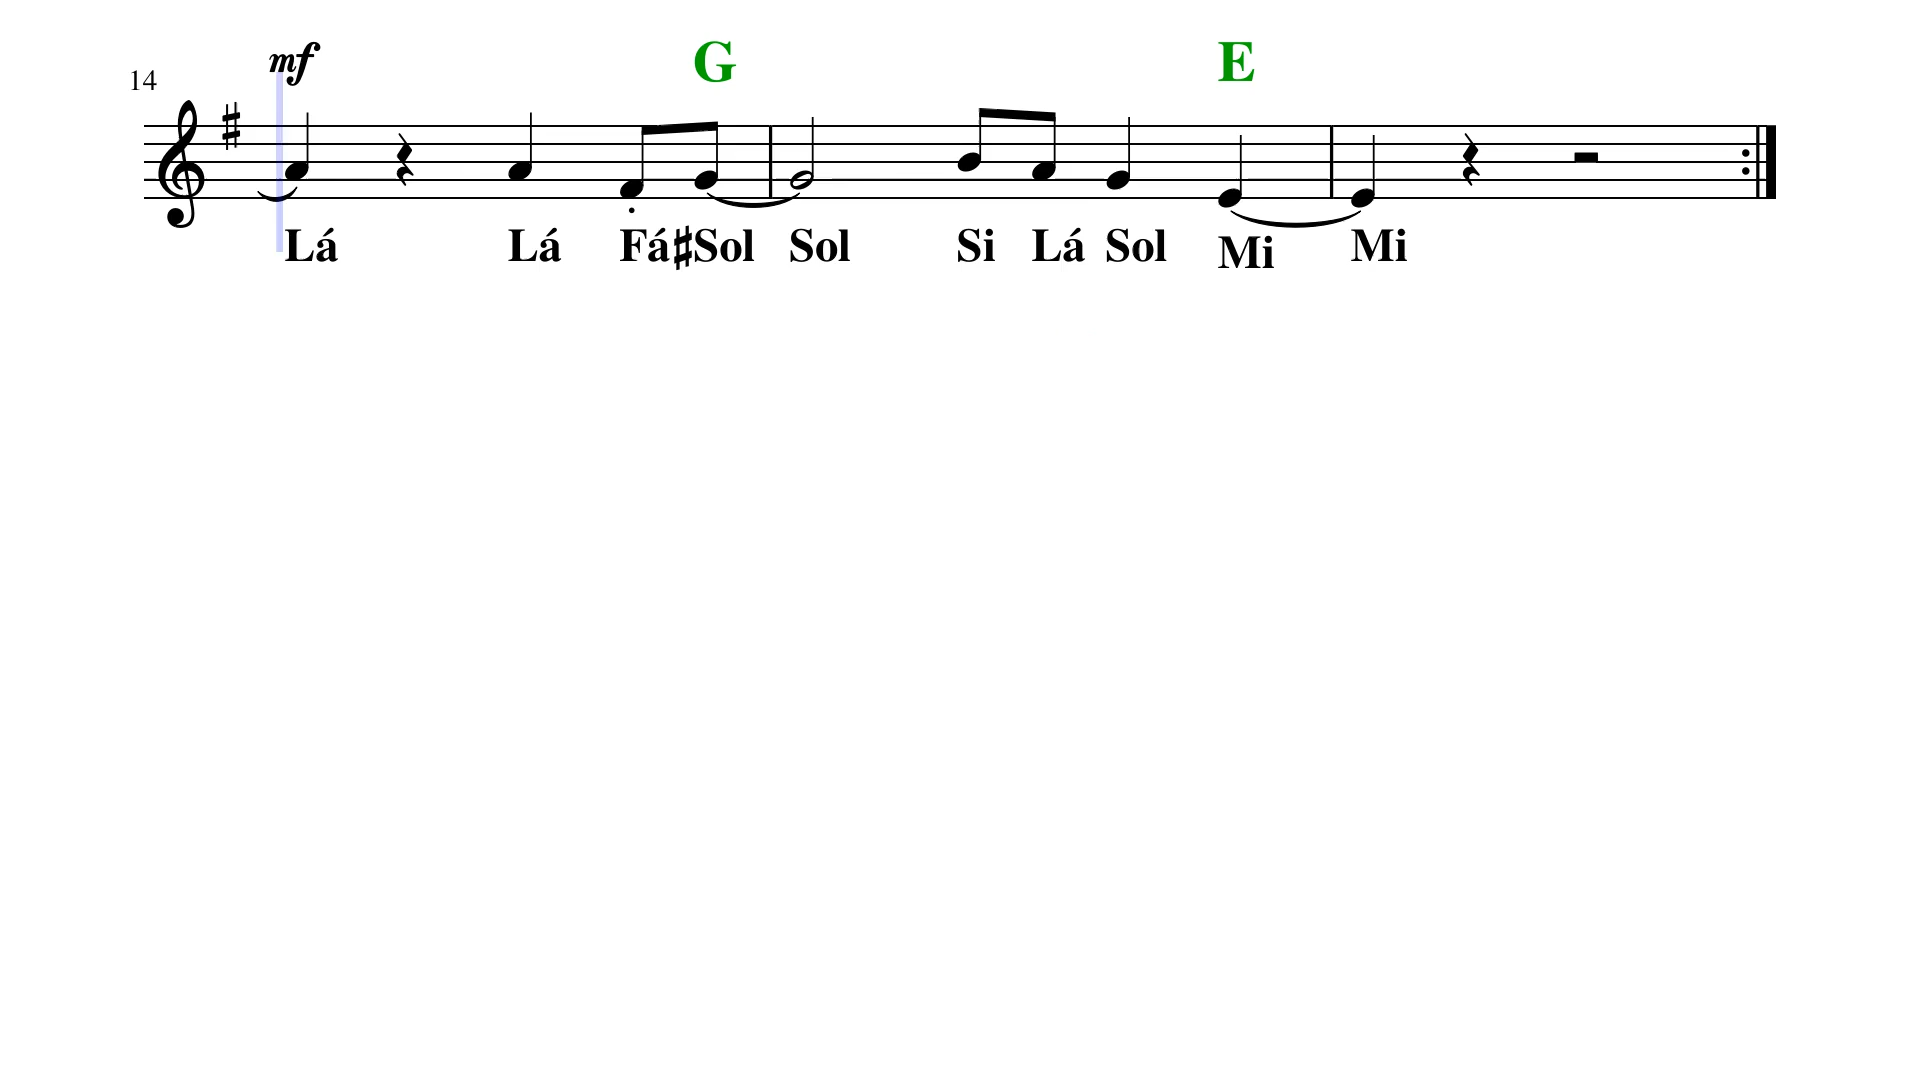 mf G E
14
Lá Lá Fá♯Sol Sol Si Lá Sol Mi Mi